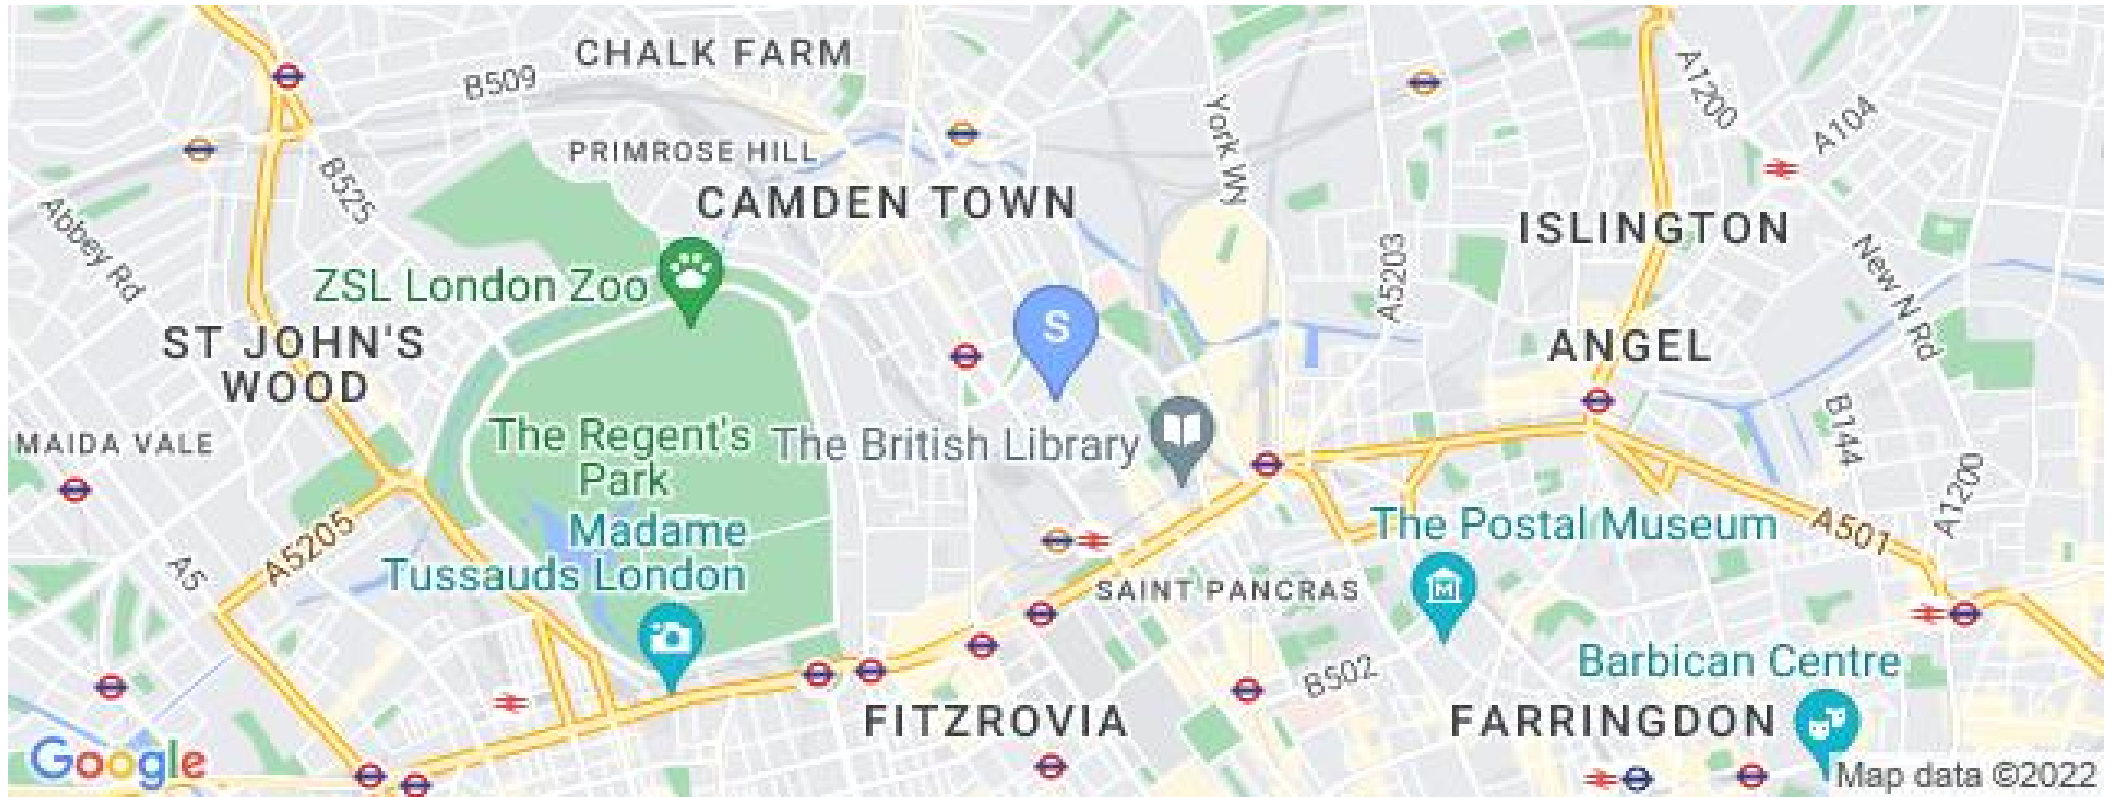 CHALK FARM
B509
A1200
A104
York Wy
PRIMROSE HILL
B525
CAMDEN TOWN
Abbey Rd
ISLINGTON
A5203
New N Rd
ZSL London Zoo
S
ST JOHN'S
WOOD
ANGEL
The Regent's
Park
The British Library
MAIDA VALE
B144
A1200
Madame
Tussauds London
The Postal Museum
A501
A5205
A5
SAINT PANCRAS
M
B502
Barbican Centre
FITZROVIA
FARRINGDON
Google
Map data ©2022